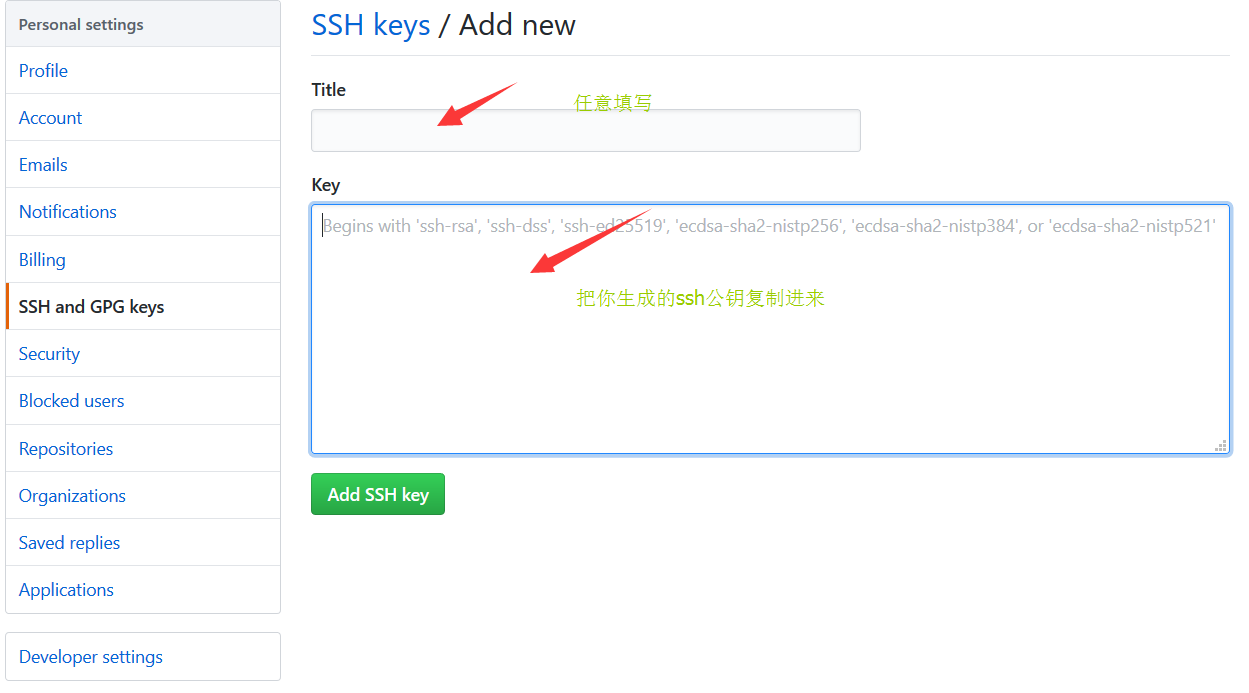 Personal settings
Profile
Account
Emails
Notifications
Billing
SSH and GPG keys
Security
Blocked users
Repositories
Organizations
Saved replies
Applications
Developer settings
SSH keys / Add new
Title
任意填写
Key
Begins with 'ssh-rsa', 'ssh-dss', 'ssh-ed25519', 'ecdsa-sha2-nistp256', 'ecdsa-sha2-nistp384', or 'ecdsa-sha2-nistp521'
把你生成的ssh公钥复制进来
Add SSH key